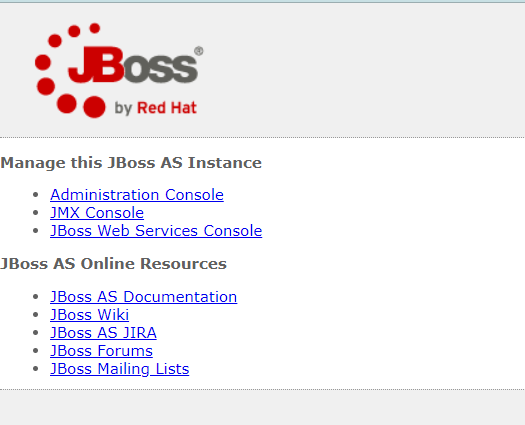 JBoss®
by Red Hat
Manage this JBoss AS Instance
Administration Console
JMX Console
JBoss Web Services Console
JBoss AS Online Resources
JBoss AS Documentation
JBoss Wiki
JBoss AS JIRA
JBoss Forums
JBoss Mailing Lists